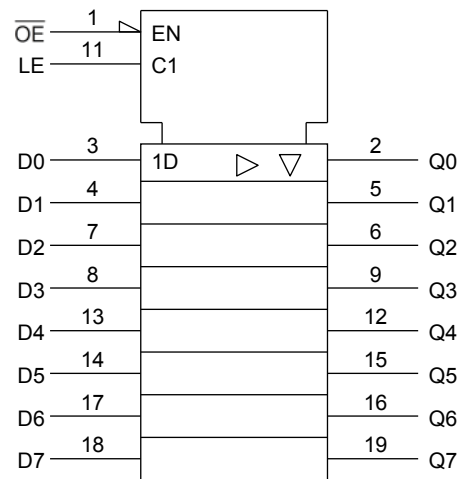 O̅E̅ 1 EN
LE 11 C1
D0 3 1D 2 Q0
D1 4 5 Q1
D2 7 6 Q2
D3 8 9 Q3
D4 13 12 Q4
D5 14 15 Q5
D6 17 16 Q6
D7 18 19 Q7